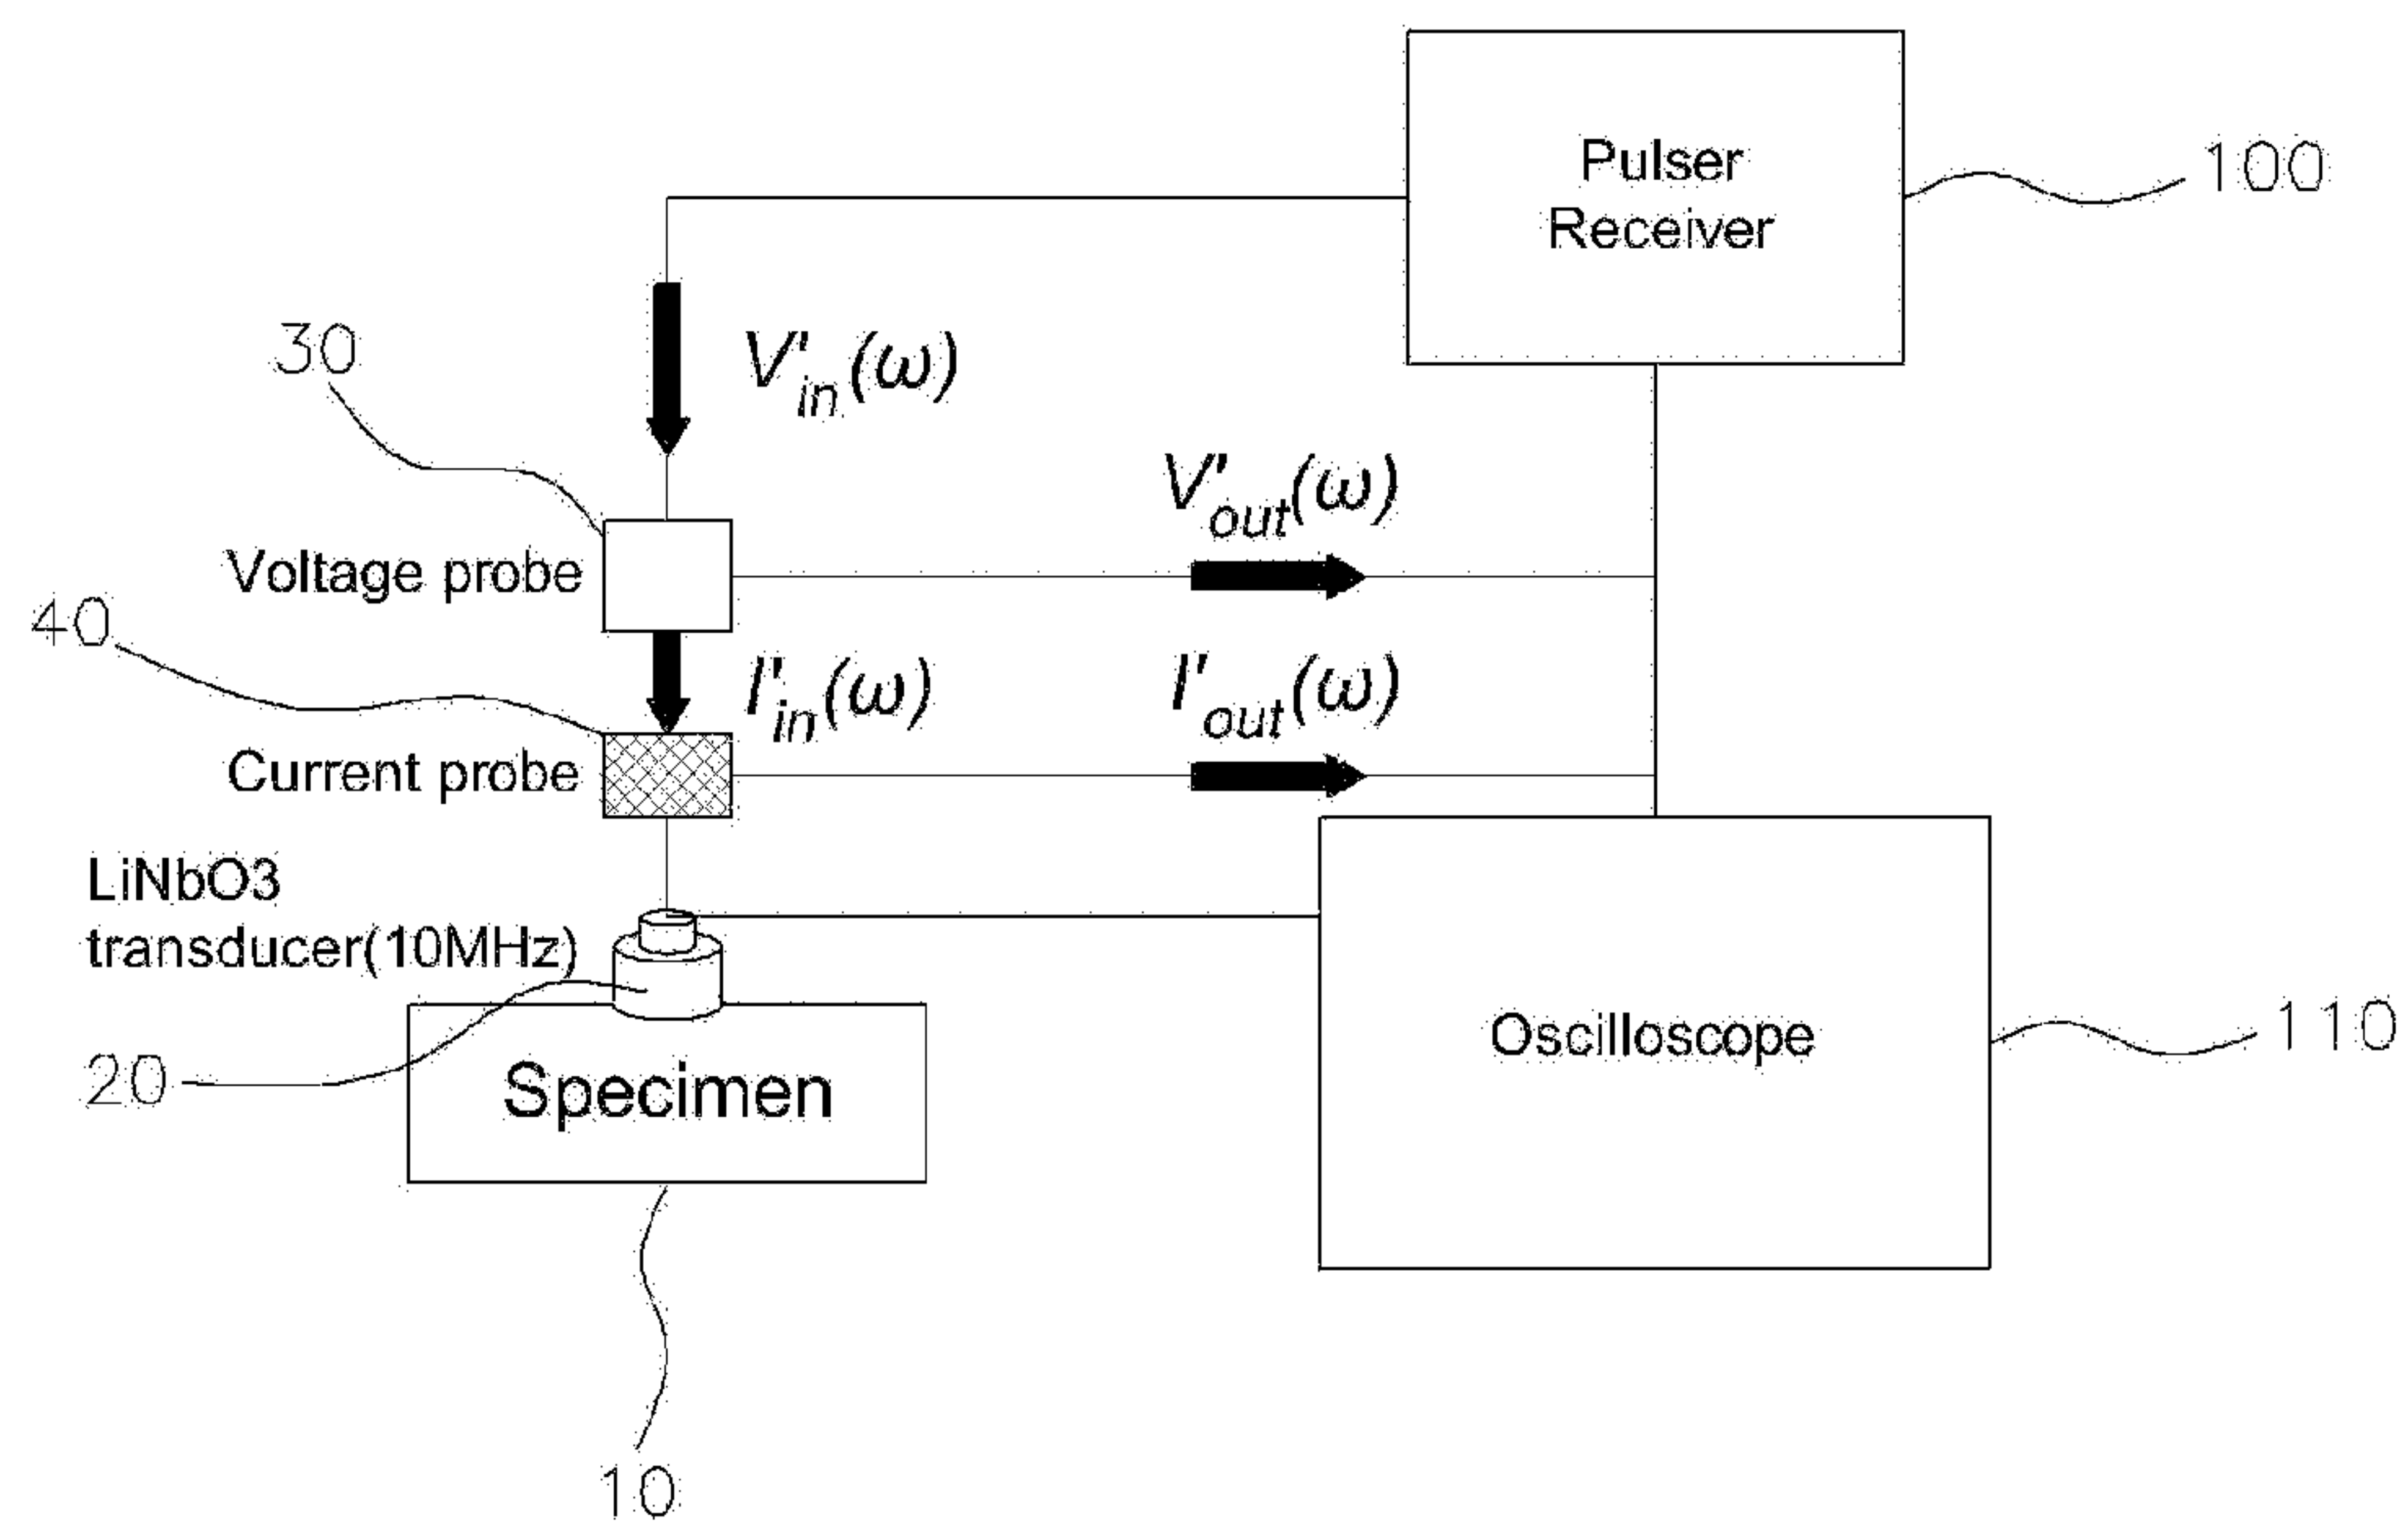 Pulser
Receiver
100
30
V'in(ω)
V'out(ω)
Voltage probe
40
I'in(ω)
I'out(ω)
Current probe
LiNbO3
transducer(10MHz)
Oscilloscope
110
20
Specimen
10